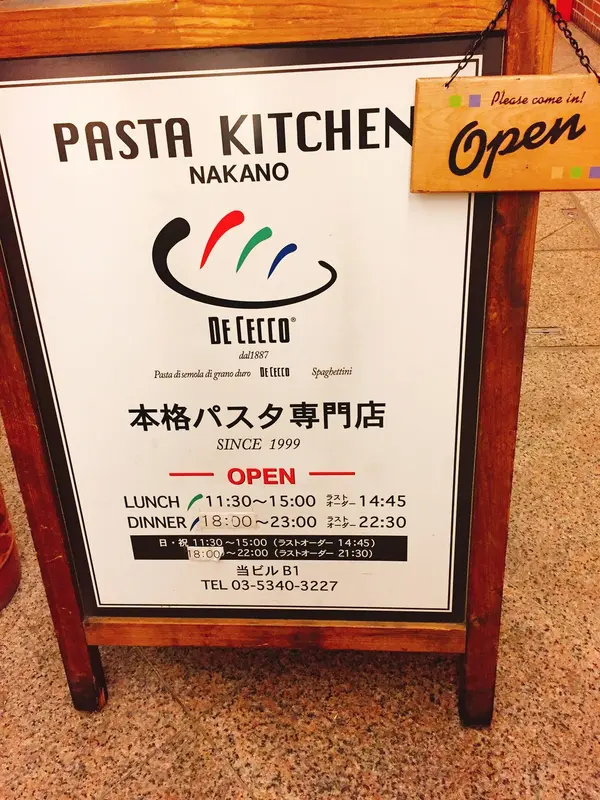 Please come in!
Open
PASTA KITCHEN
NAKANO
DE CECCO®
dal1887
Pasta di semola di grano duro DE CECCO Spaghettini
本格パスタ専門店
SINCE 1999
OPEN
LUNCH 11:30～15:00 ラストオーダー 14:45
DINNER 18:00～23:00 ラストオーダー 22:30
日・祝 11:30～15:00 (ラストオーダー 14:45)
18:00～22:00 (ラストオーダー 21:30)
当ビル B1
TEL 03-5340-3227